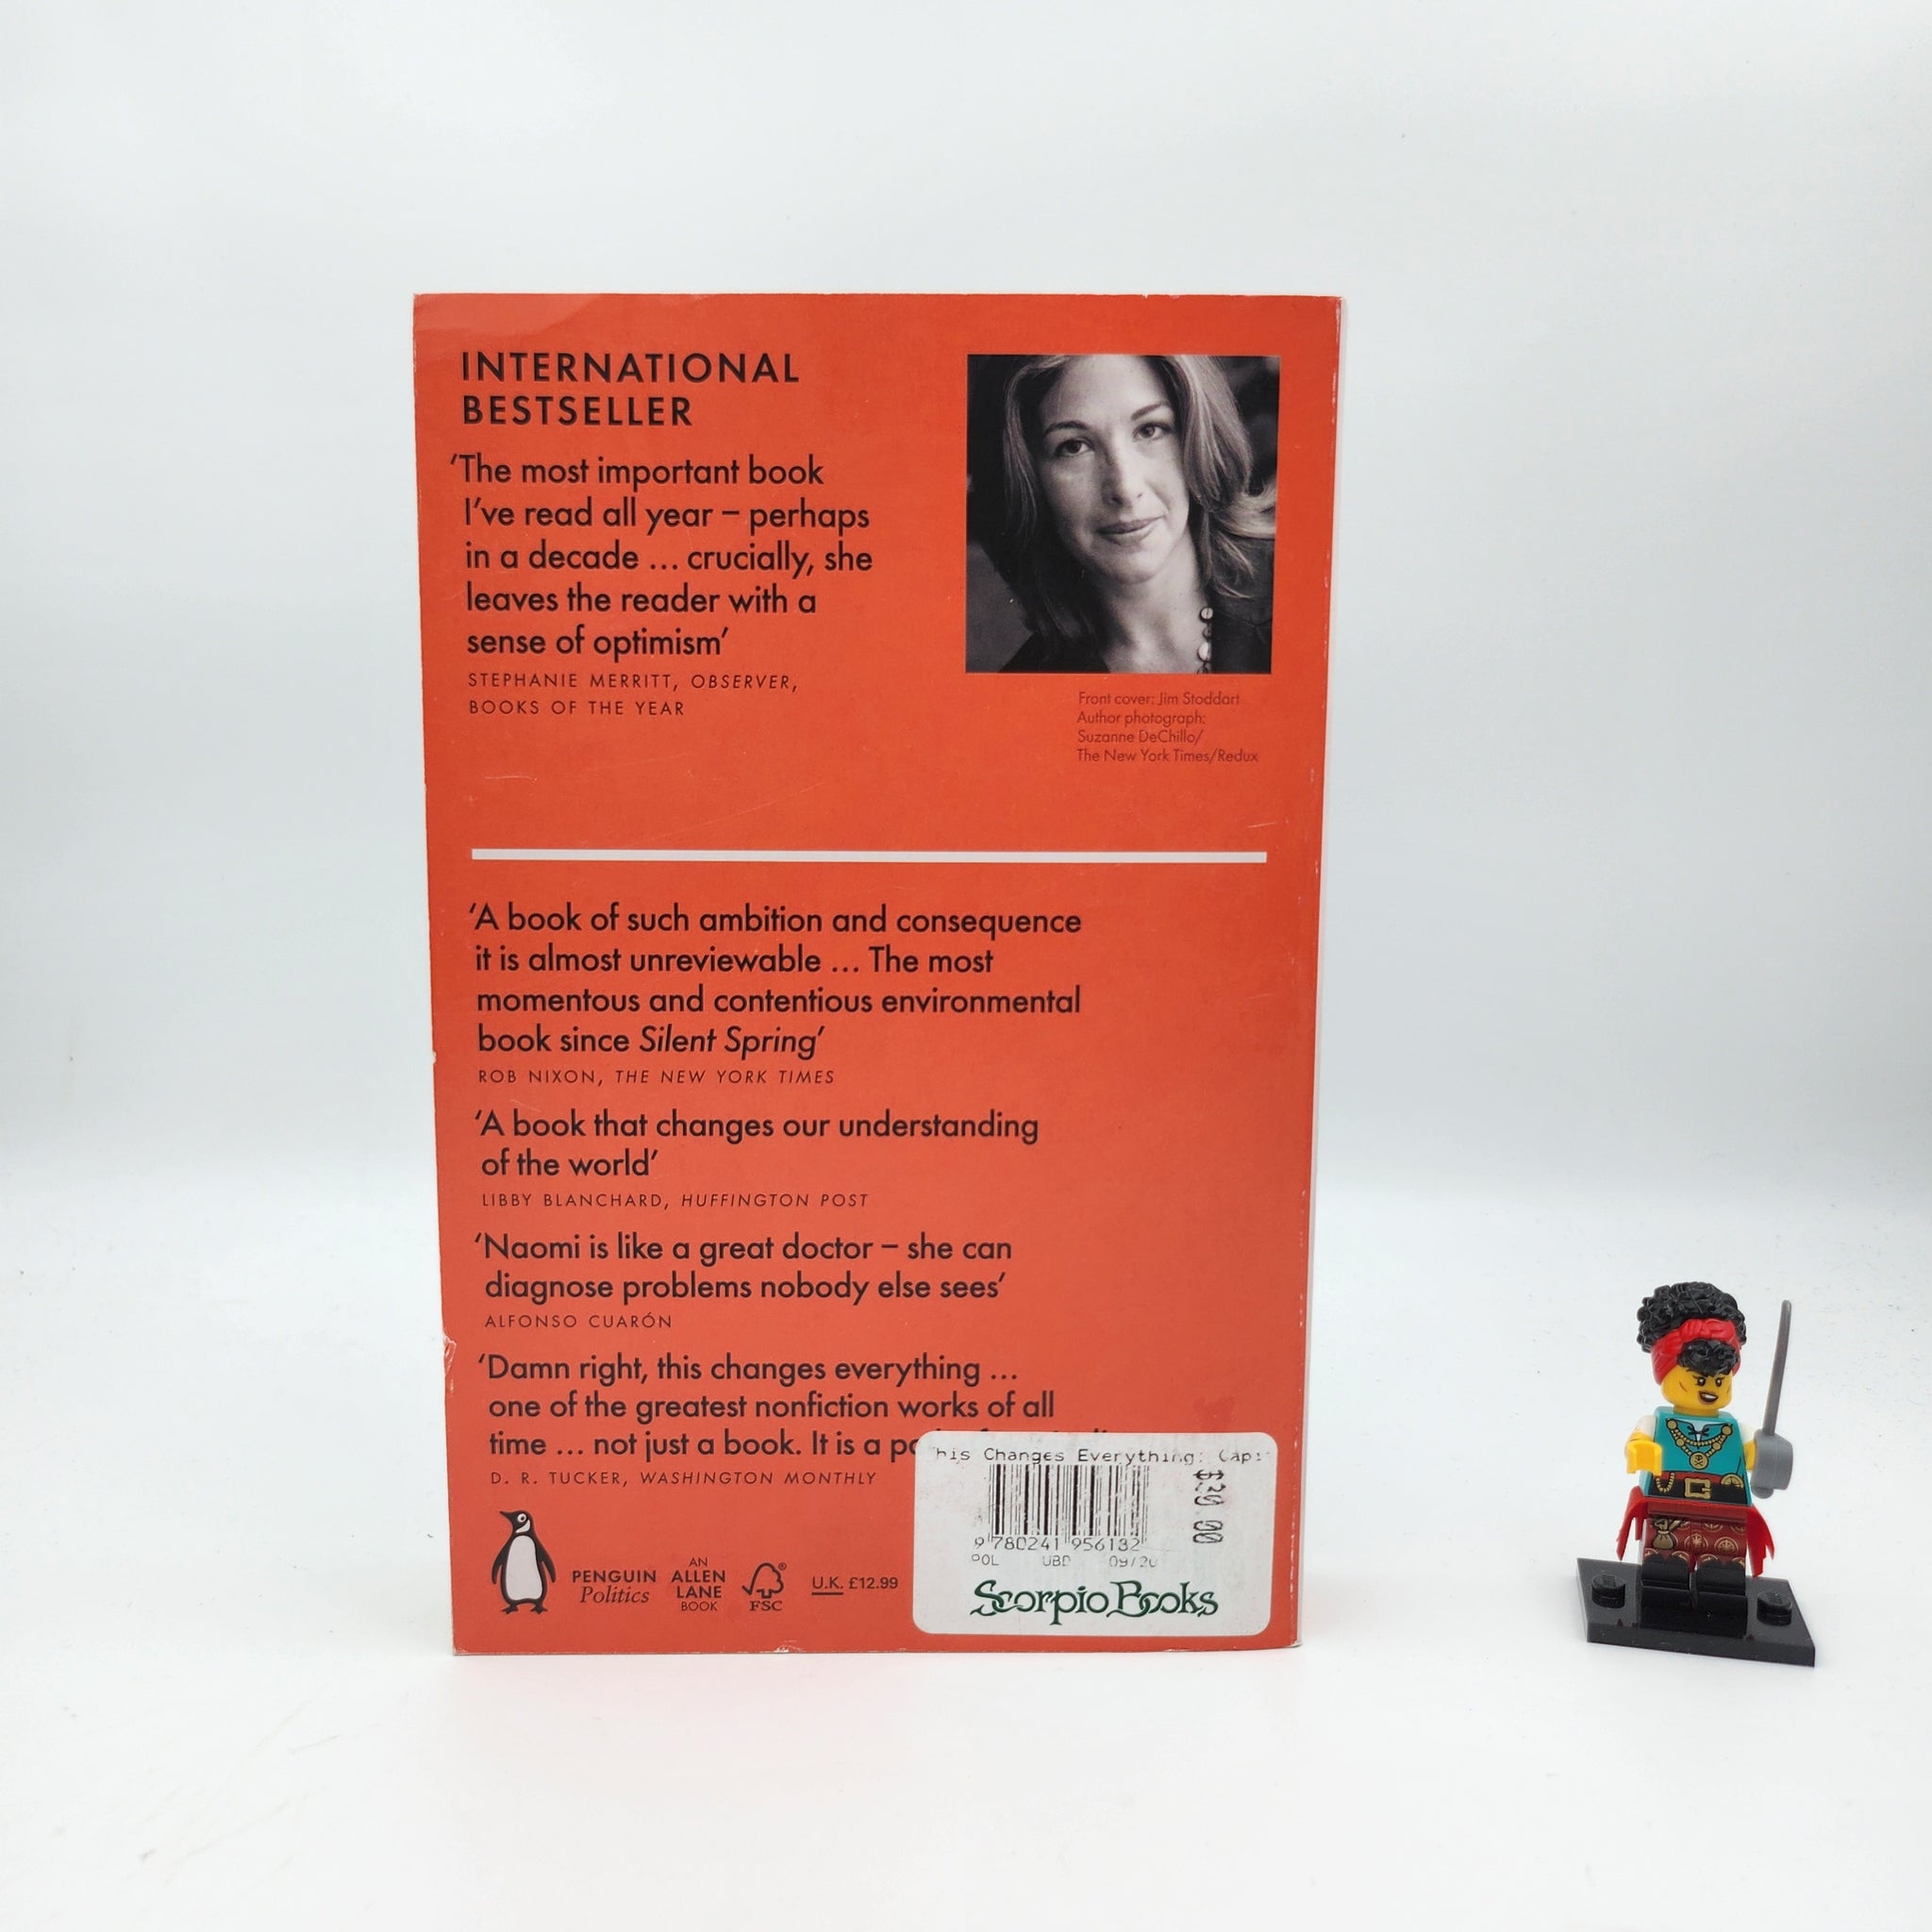 INTERNATIONAL
BESTSELLER
‘The most important book
I’ve read all year – perhaps
in a decade ... crucially, she
leaves the reader with a
sense of optimism’
STEPHANIE MERRITT, OBSERVER,
BOOKS OF THE YEAR
Front cover: Jim Stoddart
Author photograph:
Suzanne DeChillo/
The New York Times/Redux
‘A book of such ambition and consequence
it is almost unreviewable ... The most
momentous and contentious environmental
book since Silent Spring’
ROB NIXON, THE NEW YORK TIMES
‘A book that changes our understanding
of the world’
LIBBY BLANCHARD, HUFFINGTON POST
‘Naomi is like a great doctor – she can
diagnose problems nobody else sees’
ALFONSO CUARÓN
‘Damn right, this changes everything ...
one of the greatest nonfiction works of all
time ... not just a book. It is a
D. R. TUCKER, WASHINGTON MONTHLY
PENGUIN
Politics
AN
ALLEN
LANE
BOOK
FSC®
U.K. £12.99
his Changes Everything: Cap
$39.00
9 780241 956182
POL UBD 09/20
Scorpio Books